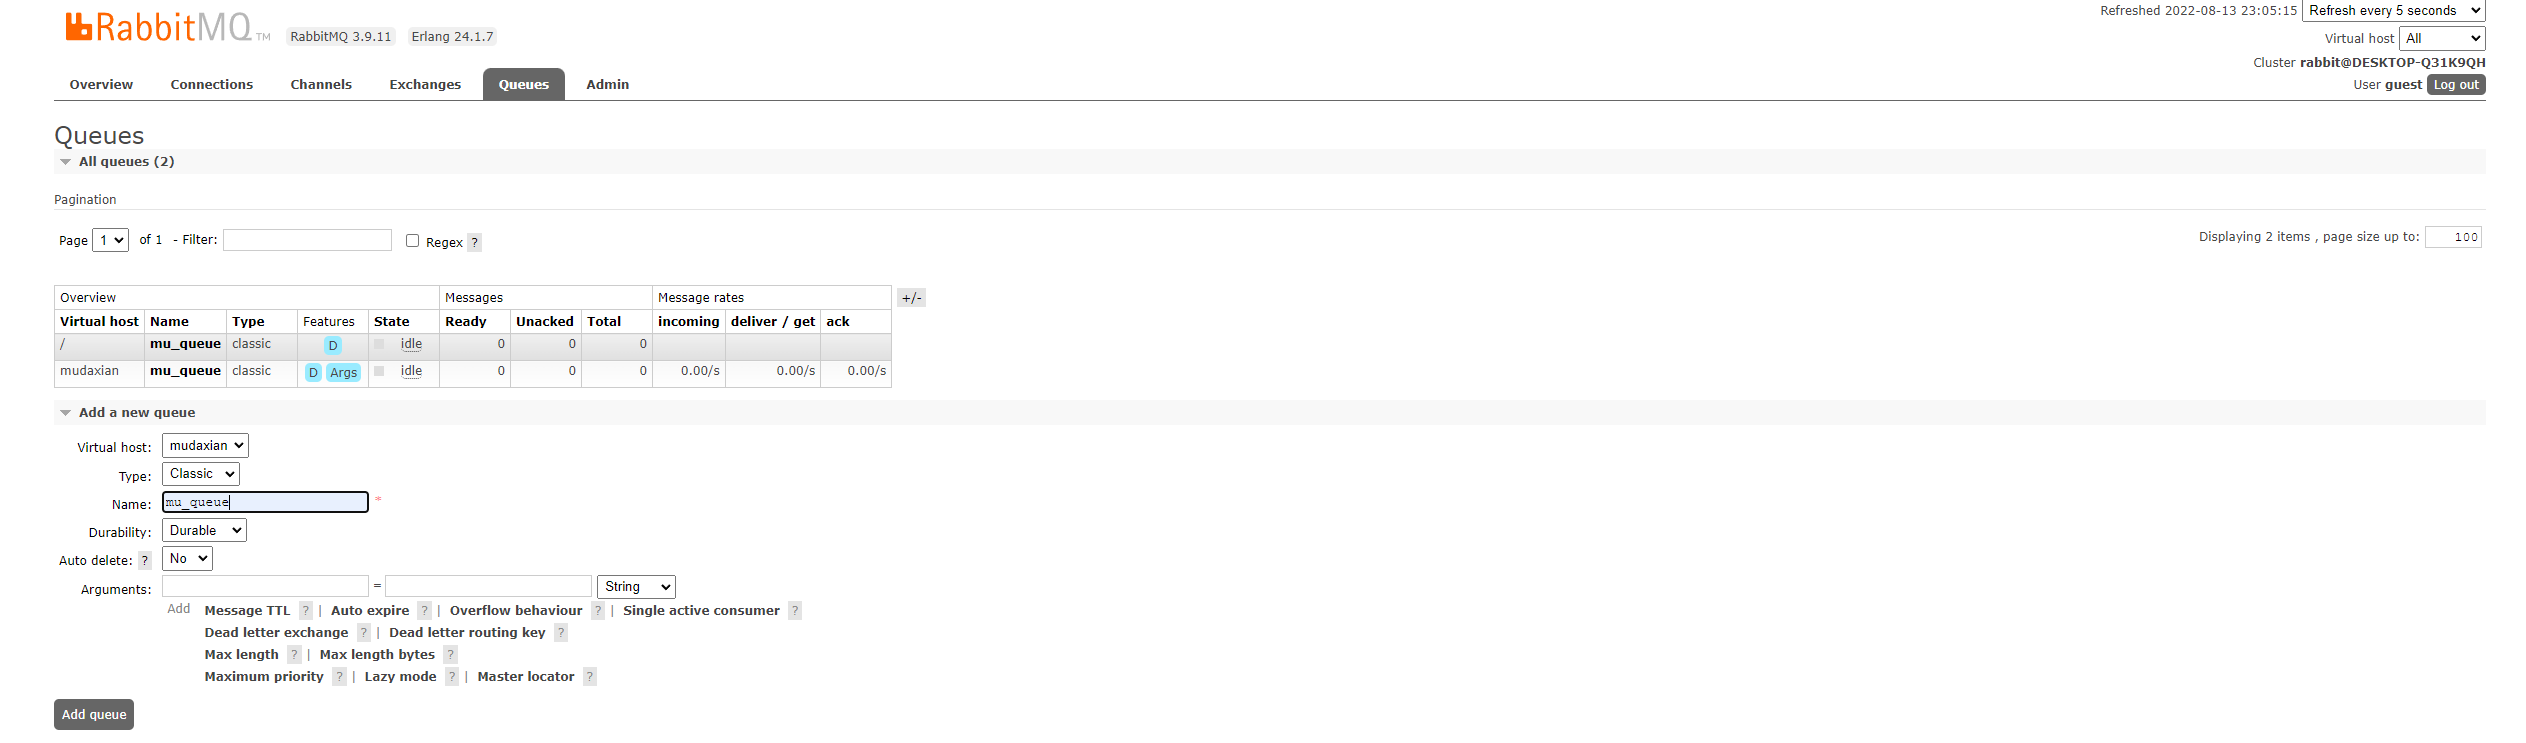 RabbitMQ TM RabbitMQ 3.9.11 Erlang 24.1.7
Refreshed 2022-08-13 23:05:15 Refresh every 5 seconds
Virtual host All
Cluster rabbit@DESKTOP-Q31K9QH
User guest Log out
Overview Connections Channels Exchanges Queues Admin
Queues
All queues (2)
Pagination
Page 1 of 1 - Filter: Regex ? Displaying 2 items , page size up to: 100
Overview Messages Message rates +/-
Virtual host Name Type Features State Ready Unacked Total incoming deliver / get ack
/ mu_queue classic D idle 0 0 0
mudaxian mu_queue classic D Args idle 0 0 0 0.00/s 0.00/s 0.00/s
Add a new queue
Virtual host: mudaxian
Type: Classic
Name: mu_queue *
Durability: Durable
Auto delete: ? No
Arguments: = String
Add Message TTL ? | Auto expire ? | Overflow behaviour ? | Single active consumer ?
Dead letter exchange ? | Dead letter routing key ?
Max length ? | Max length bytes ?
Maximum priority ? | Lazy mode ? | Master locator ?
Add queue